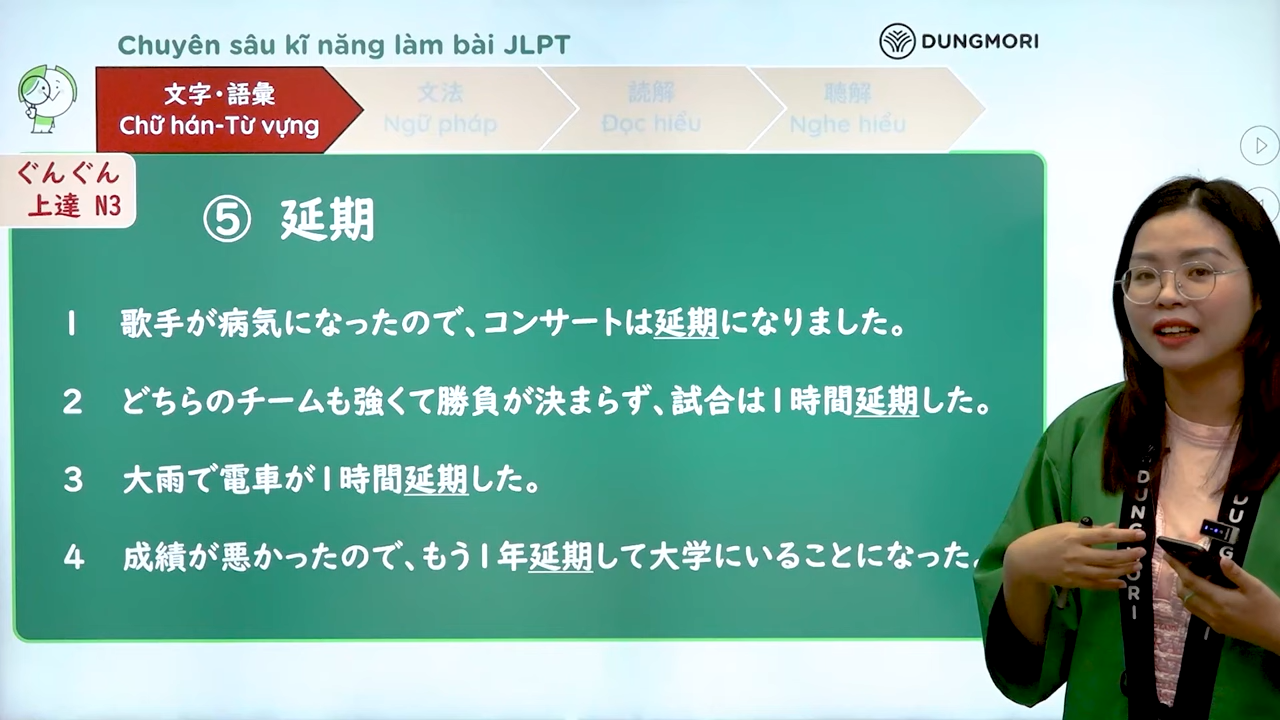 Chuyên sâu kĩ năng làm bài JLPT
DUNGMORI
文字・語彙
Chữ hán-Từ vựng
文法
Ngữ pháp
読解
Đọc hiểu
聴解
Nghe hiểu
ぐんぐん
上達 N3
⑤ 延期
1 歌手が病気になったので、コンサートは延期になりました。
2 どちらのチームも強くて勝負が決まらず、試合は1時間延期した。
3 大雨で電車が1時間延期した。
4 成績が悪かったので、もう1年延期して大学にいることになった。
DUNGMORI
DUNG